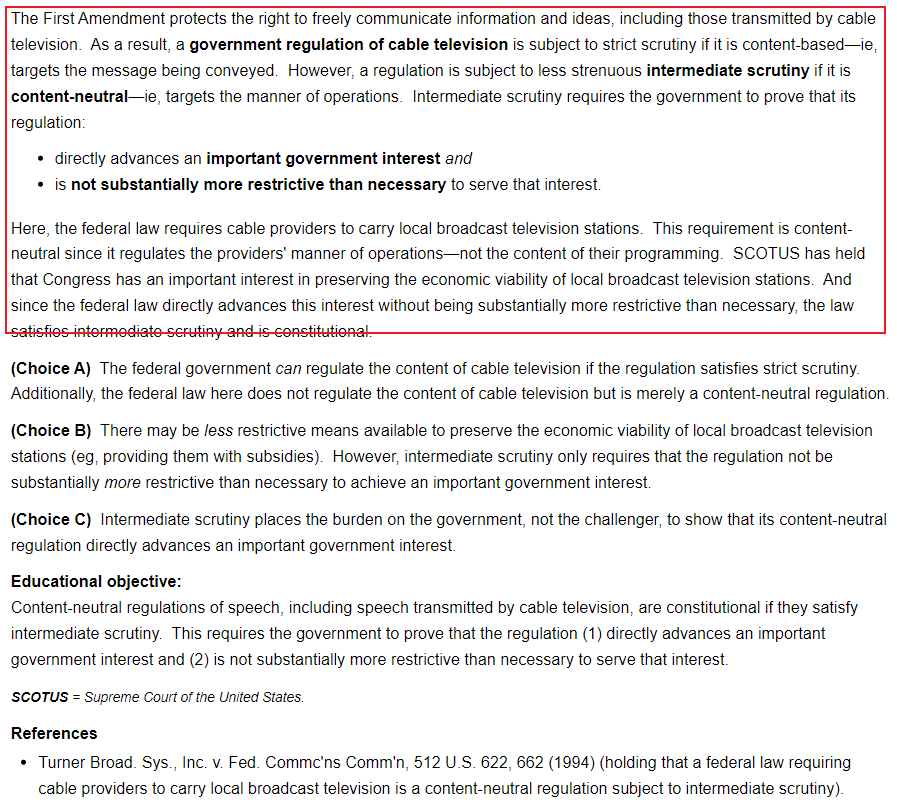 The First Amendment protects the right to freely communicate information and ideas, including those transmitted by cable
television.  As a result, a government regulation of cable television is subject to strict scrutiny if it is content-based—ie,
targets the message being conveyed.  However, a regulation is subject to less strenuous intermediate scrutiny if it is
content-neutral—ie, targets the manner of operations.  Intermediate scrutiny requires the government to prove that its
regulation:
• directly advances an important government interest and
• is not substantially more restrictive than necessary to serve that interest.
Here, the federal law requires cable providers to carry local broadcast television stations.  This requirement is content-
neutral since it regulates the providers' manner of operations—not the content of their programming.  SCOTUS has held
that Congress has an important interest in preserving the economic viability of local broadcast television stations.  And
since the federal law directly advances this interest without being substantially more restrictive than necessary, the law
satisfies intermediate scrutiny and is constitutional.
(Choice A)  The federal government can regulate the content of cable television if the regulation satisfies strict scrutiny.
Additionally, the federal law here does not regulate the content of cable television but is merely a content-neutral regulation.
(Choice B)  There may be less restrictive means available to preserve the economic viability of local broadcast television
stations (eg, providing them with subsidies).  However, intermediate scrutiny only requires that the regulation not be
substantially more restrictive than necessary to achieve an important government interest.
(Choice C)  Intermediate scrutiny places the burden on the government, not the challenger, to show that its content-neutral
regulation directly advances an important government interest.
Educational objective:
Content-neutral regulations of speech, including speech transmitted by cable television, are constitutional if they satisfy
intermediate scrutiny.  This requires the government to prove that the regulation (1) directly advances an important
government interest and (2) is not substantially more restrictive than necessary to serve that interest.
SCOTUS = Supreme Court of the United States.
References
• Turner Broad. Sys., Inc. v. Fed. Commc'ns Comm'n, 512 U.S. 622, 662 (1994) (holding that a federal law requiring
cable providers to carry local broadcast television is a content-neutral regulation subject to intermediate scrutiny).